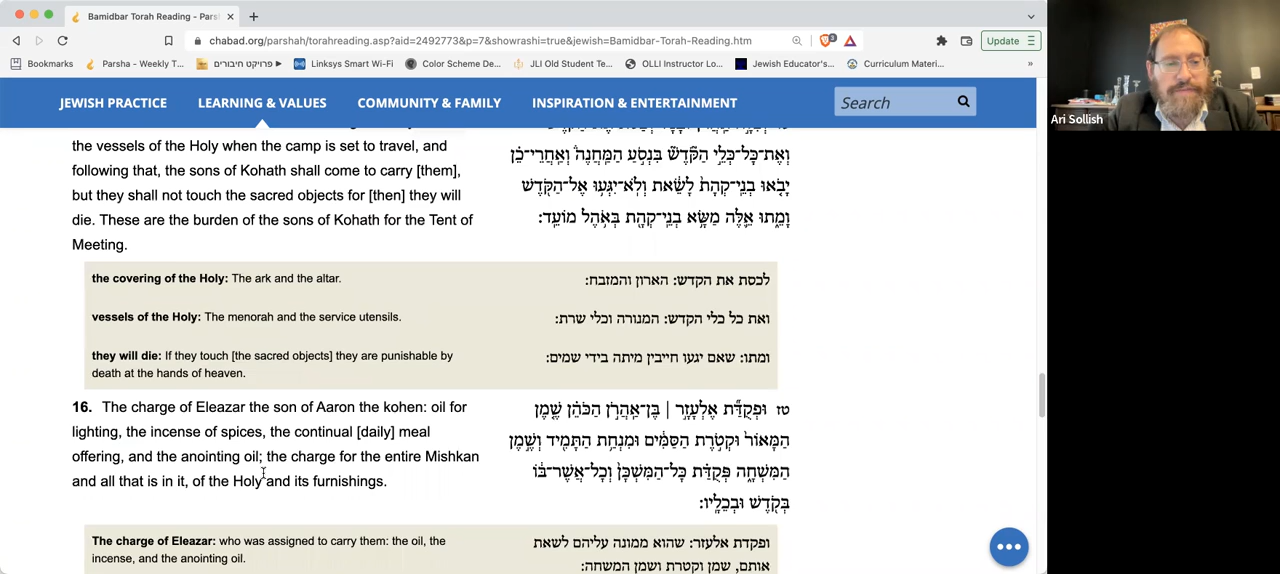 Bamidbar Torah Reading - Parsh
chabad.org/parshah/torahreading.asp?aid=2492773&p=7&showrashi=true&jewish=Bamidbar-Torah-Reading.htm
3
Update
Bookmarks
Parsha - Weekly T...
פרויקט חיבורים
Linksys Smart Wi-Fi
Color Scheme De...
JLI Old Student Te...
OLLI Instructor Lo...
Jewish Educator's...
Curriculum Materi...
»
JEWISH PRACTICE
LEARNING & VALUES
COMMUNITY & FAMILY
INSPIRATION & ENTERTAINMENT
Search
Ari Sollish
the vessels of the Holy when the camp is set to travel, and
following that, the sons of Kohath shall come to carry [them],
but they shall not touch the sacred objects for [then] they will
die. These are the burden of the sons of Kohath for the Tent of
Meeting.
וְאֶת־כָּל־כְּלֵ֣י הַקֹּ֘דֶשׁ֘ בִּנְסֹ֣עַ הַמַּֽחֲנֶה֒ וְאַֽחֲרֵי־כֵ֗ן
יָבֹ֤אוּ בְנֵֽי־קְהָת֙ לָשֵׂ֔את וְלֹֽא־יִגְּע֥וּ אֶל־הַקֹּ֖דֶשׁ
וָמֵ֑תוּ אֵ֛לֶּה מַשָּׂ֥א בְנֵֽי־קְהָ֖ת בְּאֹ֥הֶל מוֹעֵֽד:
the covering of the Holy: The ark and the altar.
לכסת את הקדש: הארון והמזבח:
vessels of the Holy: The menorah and the service utensils.
ואת כל כלי הקדש: המנורה וכלי שרת:
they will die: If they touch [the sacred objects] they are punishable by
death at the hands of heaven.
ומתו: שאם יגעו חייבין מיתה בידי שמים:
16. The charge of Eleazar the son of Aaron the kohen: oil for
lighting, the incense of spices, the continual [daily] meal
offering, and the anointing oil; the charge for the entire Mishkan
and all that is in it, of the Holy and its furnishings.
טז וּפְקֻדַּ֞ת אֶלְעָזָ֣ר | בֶּן־אַֽהֲרֹ֣ן הַכֹּהֵ֗ן שֶׁ֤מֶן
הַמָּאוֹר֙ וּקְטֹ֣רֶת הַסַּמִּ֔ים וּמִנְחַ֥ת הַתָּמִ֖יד וְשֶׁ֣מֶן
הַמִּשְׁחָ֑ה פְּקֻדַּ֗ת כָּל־הַמִּשְׁכָּן֙ וְכָל־אֲשֶׁר־בּ֔וֹ
בְּקֹ֖דֶשׁ וּבְכֵלָֽיו:
The charge of Eleazar: who was assigned to carry them: the oil, the
incense, and the anointing oil.
ופקדת אלעזר: שהוא ממונה עליהם לשאת
אותם, שמן וקטרת ושמן המשחה: